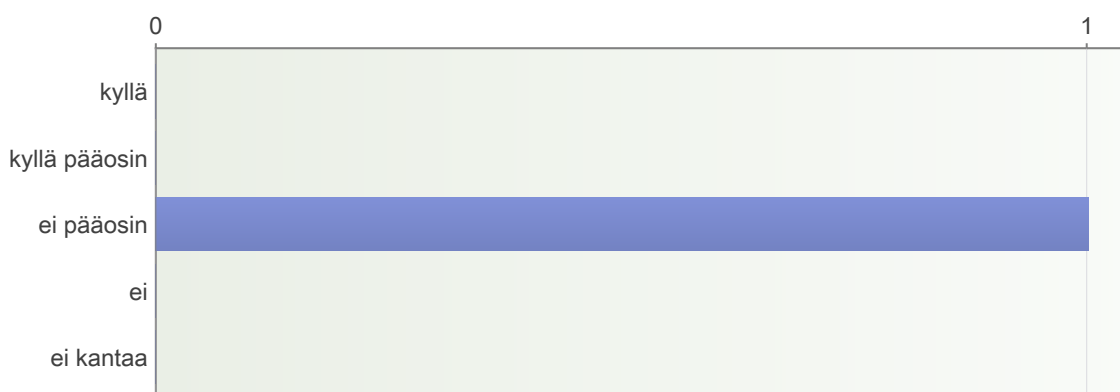 0 1
kyllä
kyllä pääosin
ei pääosin
ei
ei kantaa